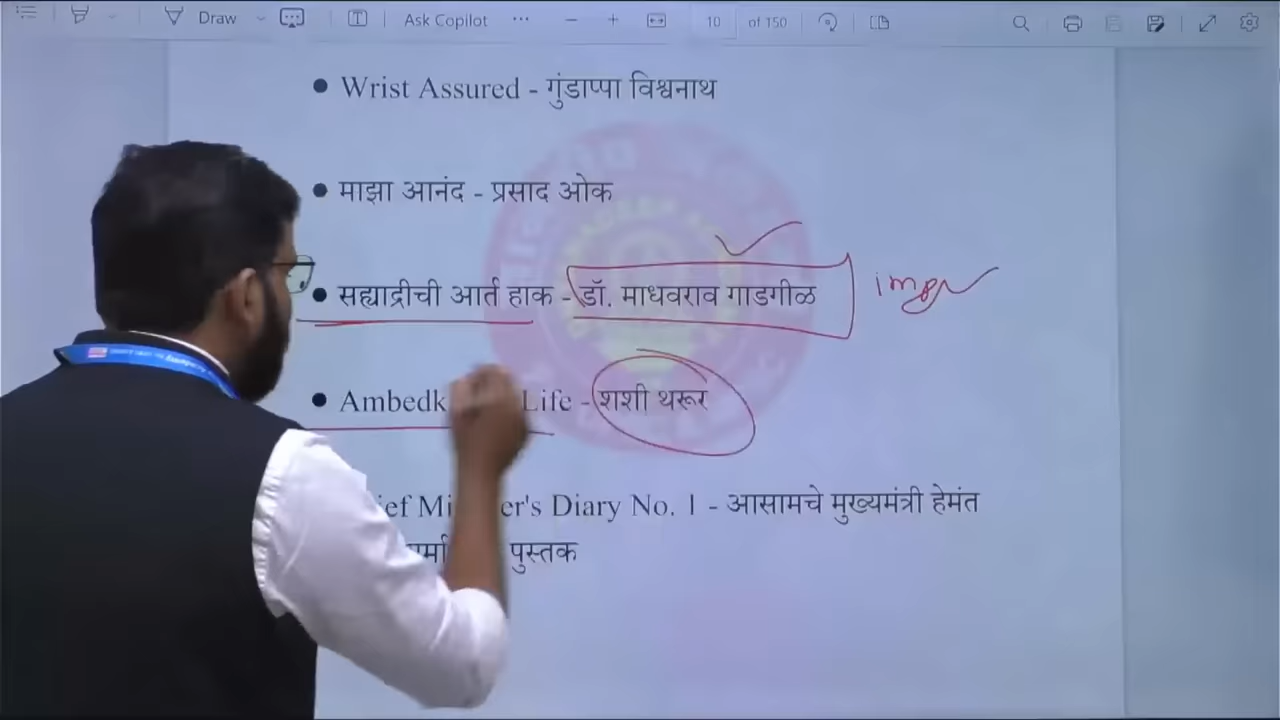 Draw
Ask Copilot
10 of 150
• Wrist Assured - गुंडाप्पा विश्वनाथ
• माझा आनंद - प्रसाद ओक
• सह्याद्रीची आर्त हाक - डॉ. माधवराव गाडगीळ
imp
• Life - शशी थरूर
Diary No. 1 - आसामचे मुख्यमंत्री हेमंत
पुस्तक